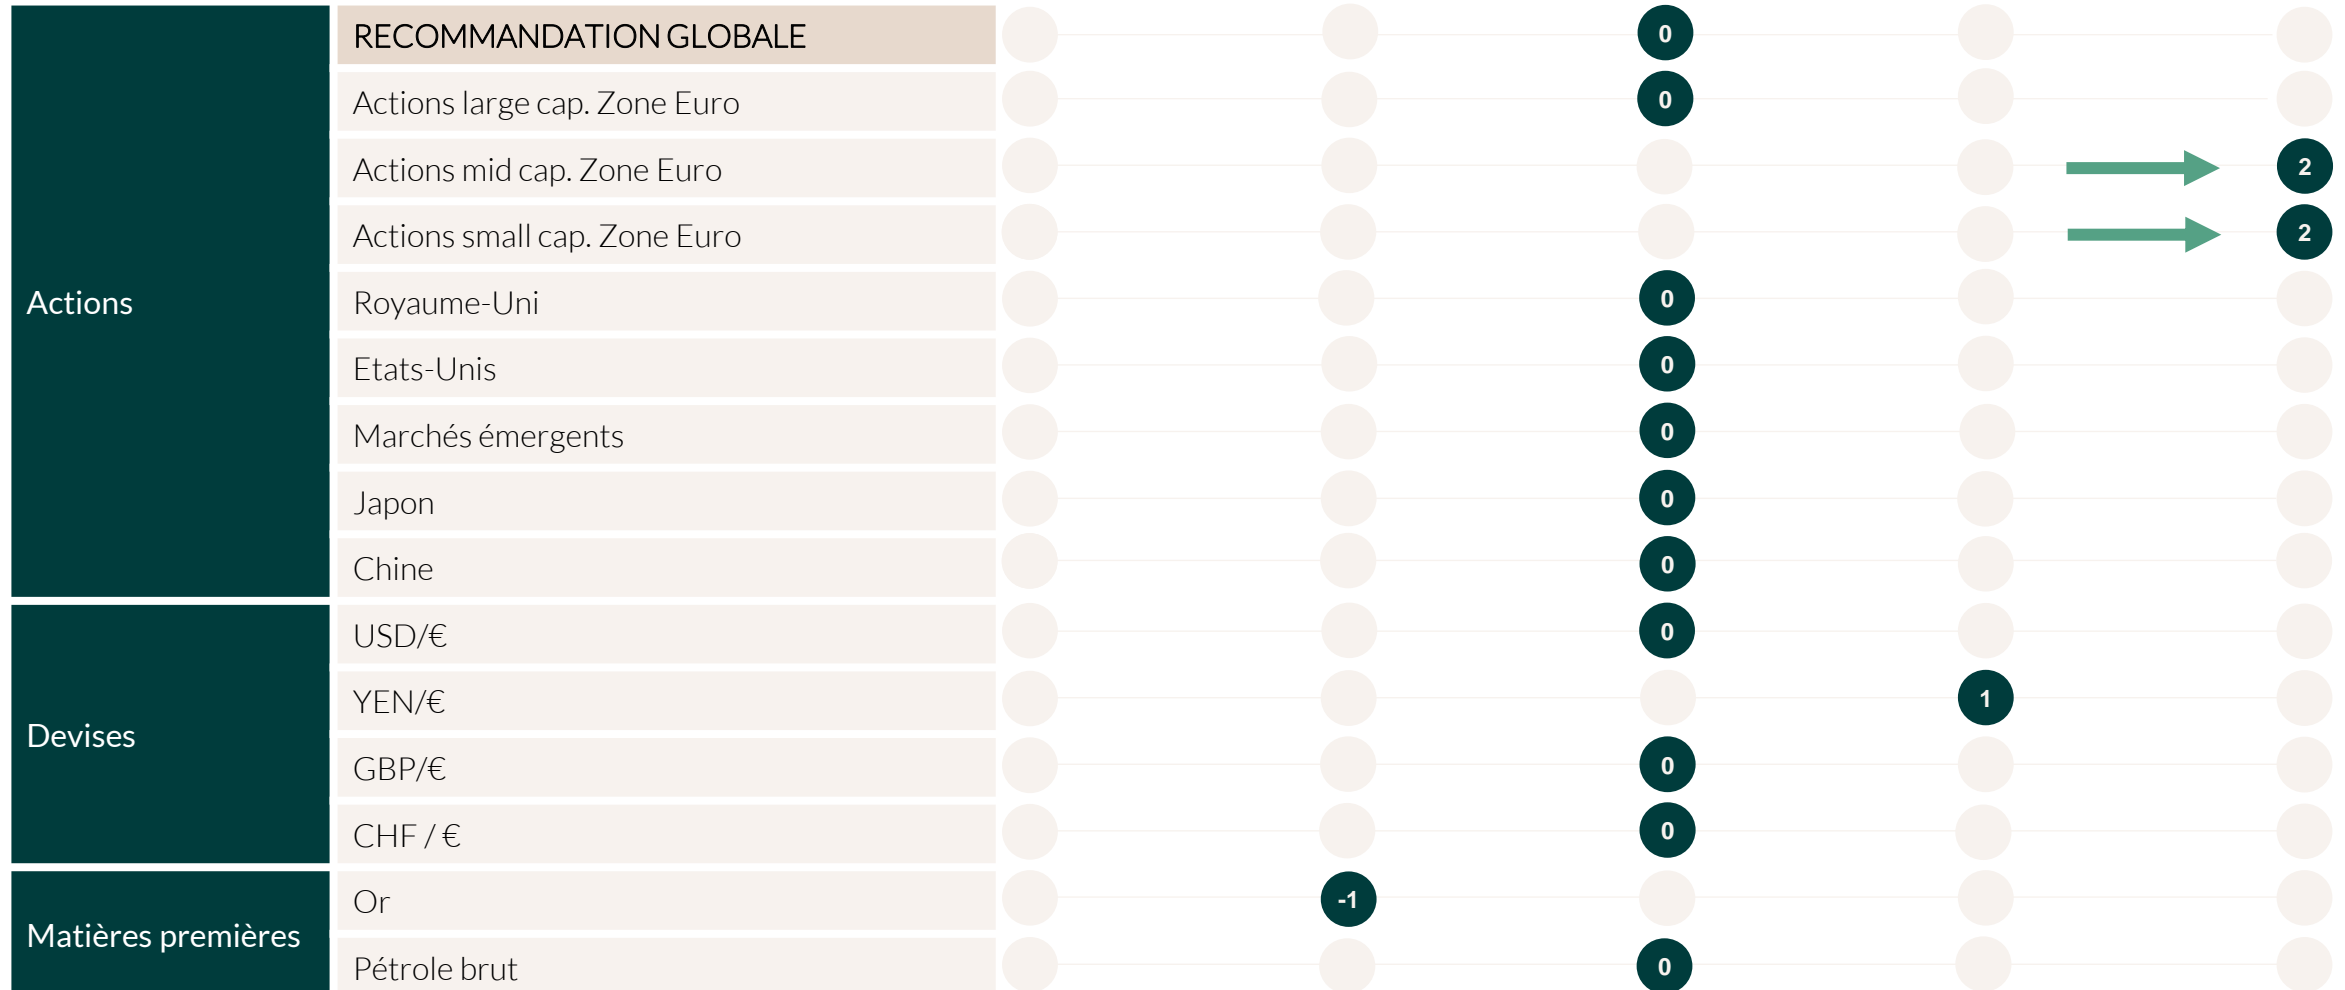 RECOMMANDATION GLOBALE 0
Actions large cap. Zone Euro 0
Actions mid cap. Zone Euro 2
Actions small cap. Zone Euro 2
Actions
Royaume-Uni 0
Etats-Unis 0
Marchés émergents 0
Japon 0
Chine 0
USD/€ 0
YEN/€ 1
Devises
GBP/€ 0
CHF / € 0
Or -1
Matières premières
Pétrole brut 0